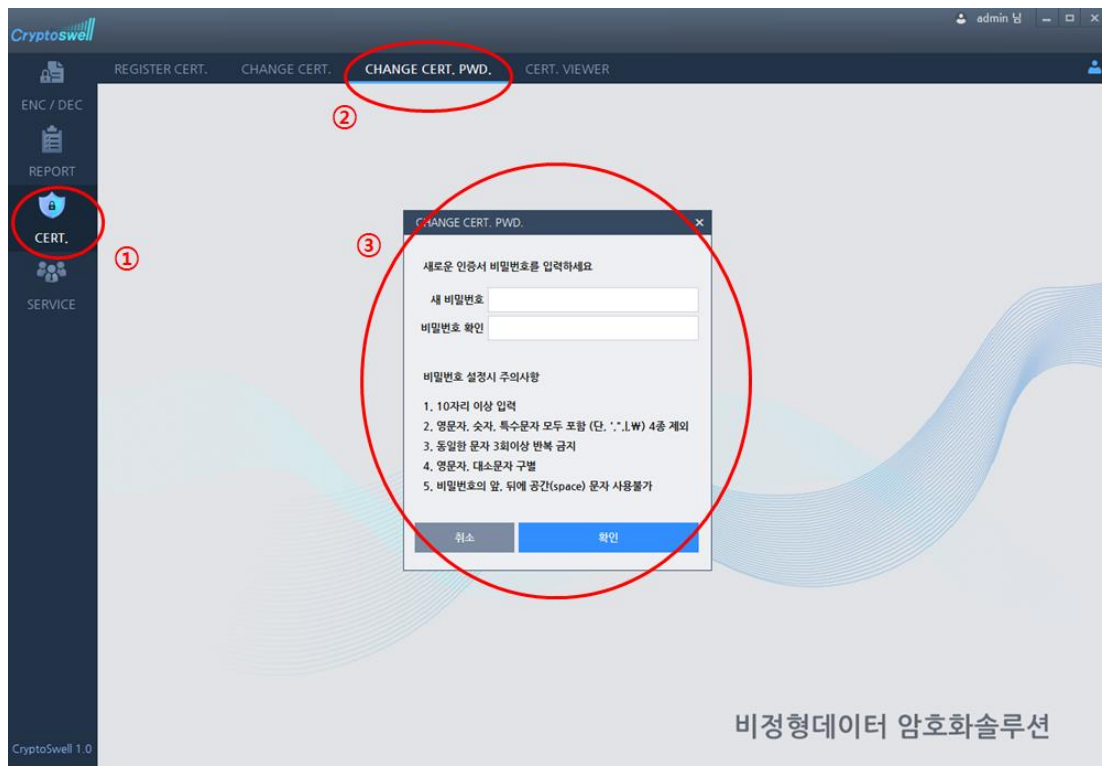 Cryptoswell
admin 님
REGISTER CERT.
CHANGE CERT.
CHANGE CERT. PWD.
CERT. VIEWER
②
ENC / DEC
REPORT
CERT.
①
SERVICE
③
CHANGE CERT. PWD.
새로운 인증서 비밀번호를 입력하세요
새 비밀번호
비밀번호 확인
비밀번호 설정시 주의사항
1. 10자리 이상 입력
2. 영문자, 숫자, 특수문자 모두 포함 (단, ',",|,₩) 4종 제외
3. 동일한 문자 3회이상 반복 금지
4. 영문자, 대소문자 구별
5. 비밀번호의 앞, 뒤에 공간(space) 문자 사용불가
취소
확인
비정형데이터 암호화솔루션
CryptoSwell 1.0